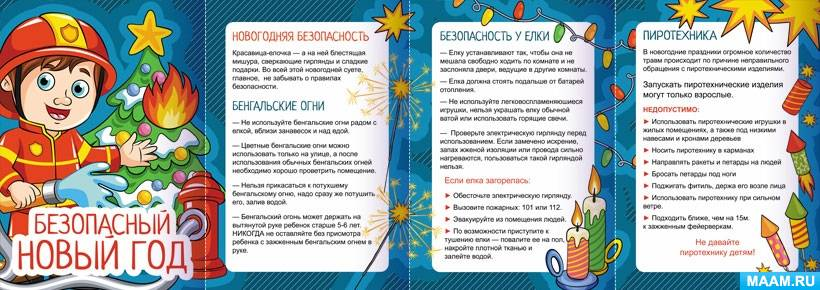 БЕЗОПАСНЫЙ
НОВЫЙ ГОД
НОВОГОДНЯЯ БЕЗОПАСНОСТЬ
Красавица-елочка — а на ней блестящая
мишура, сверкающие гирлянды и сладкие
подарки. Во всей этой новогодней суете,
главное, не забывать о правилах
безопасности.
БЕНГАЛЬСКИЕ ОГНИ
— Не используйте бенгальские огни радом с
елкой, вблизи занавесок и над едой.
— Цветные бенгальские огни можно
использовать только на улице, а после
использования обычных бенгальских огней
необходимо хорошо проветрить помещение.
— Нельзя прикасаться к потухшему
бенгальскому огню, надо сразу же потушить
его, залив водой.
— Бенгальский огонь может держать на
вытянутой руке ребенок старше 5-6 лет.
НИКОГДА не оставляйте без присмотра
ребенка с зажженным бенгальским огнем в
руке.
БЕЗОПАСНОСТЬ У ЕЛКИ
— Елку устанавливают так, чтобы она не
мешала свободно ходить по комнате и не
заслоняла двери, ведущие в другие комнаты.
— Елка должна стоять подальше от батарей
отопления.
— Не используйте легковоспламеняющиеся
игрушки, нельзя украшать елку обычной
ватой или использовать горящие свечи.
— Проверьте электрическую гирлянду перед
использованием. Если замечено искрение,
запах жженой изоляции или провода сильно
нагреваются, пользоваться такой гирляндой
нельзя.
Если елка загорелась:
► Обесточьте электрическую гирлянду.
► Вызовите пожарных: 101 или 112.
► Эвакуируйте из помещения людей.
► По возможности приступите к
тушению елки — повалите ее на пол,
накройте плотной тканью и
залейте водой.
ПИРОТЕХНИКА
В новогодние праздники огромное количество
травм происходит по причине неправильного
обращения с пиротехническими изделиями.
Запускать пиротехнические изделия
могут только взрослые.
НЕДОПУСТИМО:
► Использовать пиротехнические игрушки в
жилых помещениях, а также под низкими
навесами и кронами деревьев
► Носить пиротехнику в карманах
► Направлять ракеты и петарды на людей
► Бросать петарды под ноги
► Поджигать фитиль, держа его возле лица
► Использовать пиротехнику при сильном
ветре.
► Подходить ближе, чем на 15м.
к зажженным фейерверкам.
Не давайте
пиротехнику детям!
MAAM.RU